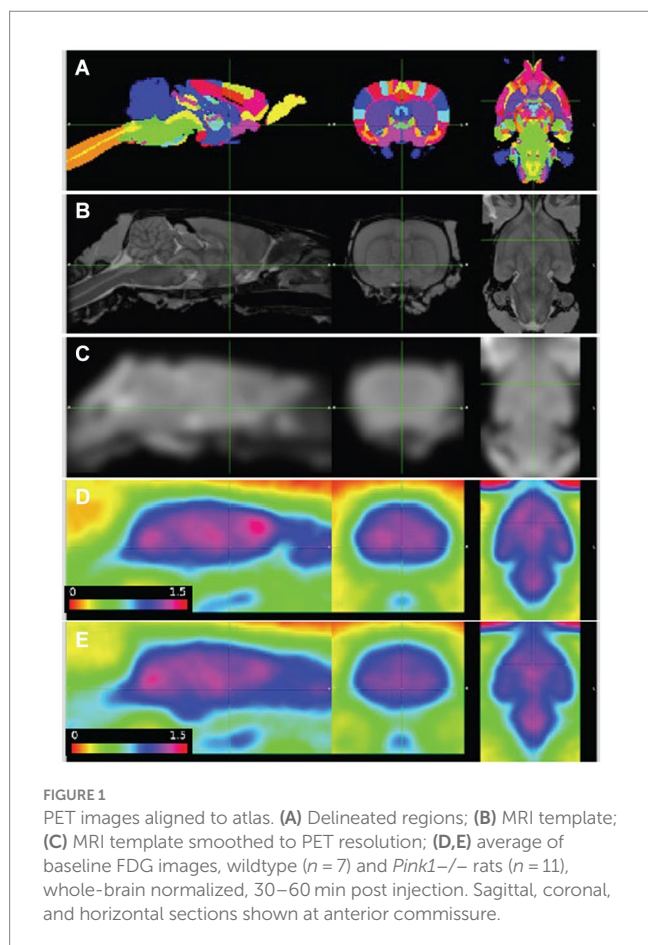 A
B
C
D
0
1.5
E
0
1.5
FIGURE 1
PET images aligned to atlas. (A) Delineated regions; (B) MRI template;
(C) MRI template smoothed to PET resolution; (D,E) average of
baseline FDG images, wildtype (n = 7) and Pink1−/− rats (n = 11),
whole-brain normalized, 30–60 min post injection. Sagittal, coronal,
and horizontal sections shown at anterior commissure.